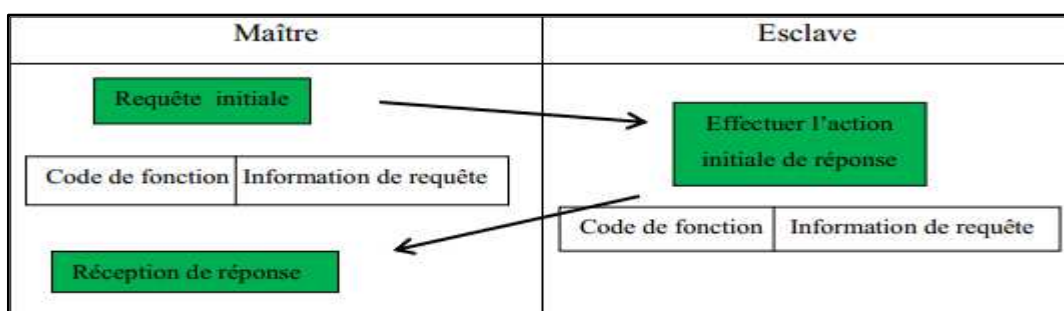 Maître
Esclave
Requête initiale
Effectuer l'action
initiale de réponse
Code de fonction Information de requête
Code de fonction Information de requête
Réception de réponse